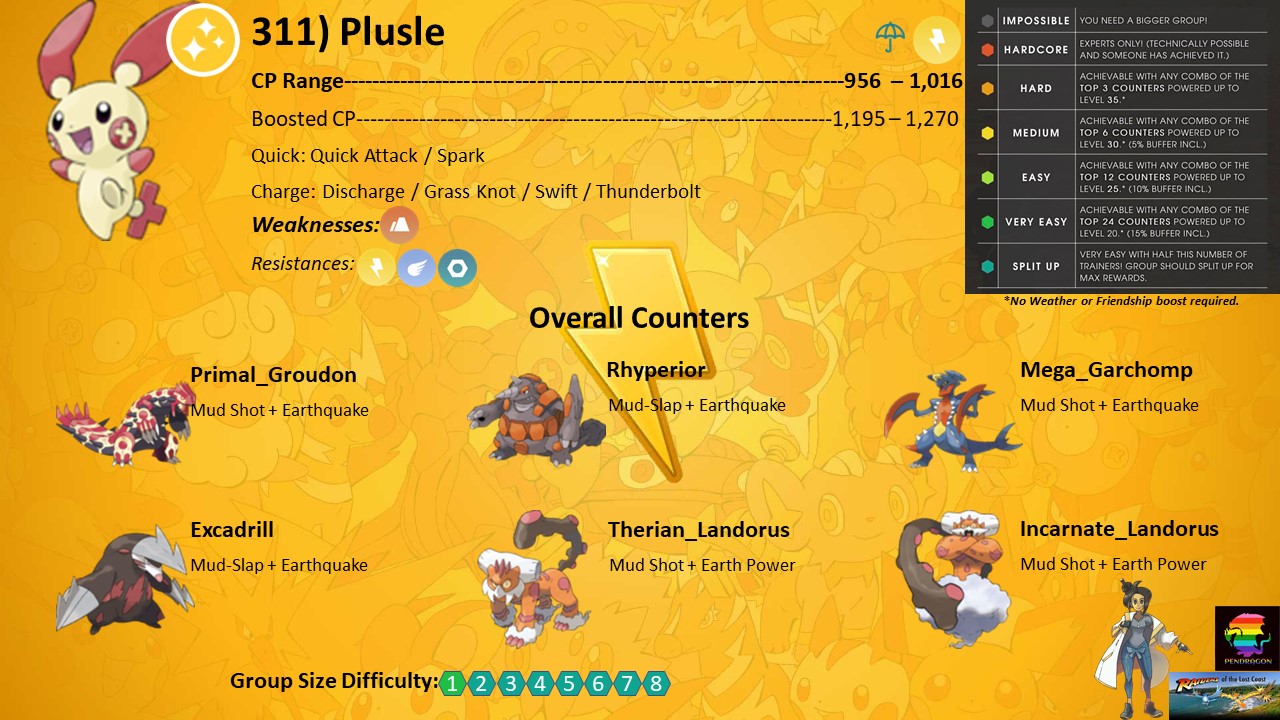 311) Plusle
CP Range---956 – 1,016
Boosted CP---1,195 – 1,270
Quick: Quick Attack / Spark
Charge: Discharge / Grass Knot / Swift / Thunderbolt
Weaknesses:
Resistances:
IMPOSSIBLE YOU NEED A BIGGER GROUP!
HARDCORE EXPERTS ONLY! (TECHNICALLY POSSIBLE
AND SOMEONE HAS ACHIEVED IT.)
HARD ACHIEVABLE WITH ANY COMBO OF THE
TOP 3 COUNTERS POWERED UP TO
LEVEL 35.*
MEDIUM ACHIEVABLE WITH ANY COMBO OF THE
TOP 6 COUNTERS POWERED UP TO
LEVEL 30.* (5% BUFFER INCL.)
EASY ACHIEVABLE WITH ANY COMBO OF THE
TOP 12 COUNTERS POWERED UP TO
LEVEL 25.* (10% BUFFER INCL.)
VERY EASY ACHIEVABLE WITH ANY COMBO OF THE
TOP 24 COUNTERS POWERED UP TO
LEVEL 20.* (15% BUFFER INCL.)
SPLIT UP VERY EASY WITH HALF THIS NUMBER OF
TRAINERS! GROUP SHOULD SPLIT UP FOR
MAX REWARDS.
*No Weather or Friendship boost required.
Overall Counters
Primal_Groudon
Mud Shot + Earthquake
Rhyperior
Mud-Slap + Earthquake
Mega_Garchomp
Mud Shot + Earthquake
Excadrill
Mud-Slap + Earthquake
Therian_Landorus
Mud Shot + Earth Power
Incarnate_Landorus
Mud Shot + Earth Power
Group Size Difficulty: 1 2 3 4 5 6 7 8
PENDRAGON
RAIDERS of the Lost Coast